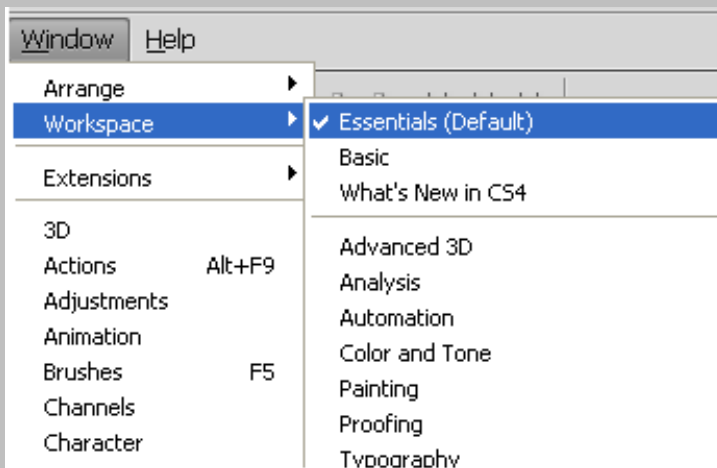 Window Help
Arrange
Workspace
Extensions
3D
Actions Alt+F9
Adjustments
Animation
Brushes F5
Channels
Character
Essentials (Default)
Basic
What's New in CS4
Advanced 3D
Analysis
Automation
Color and Tone
Painting
Proofing
Typography